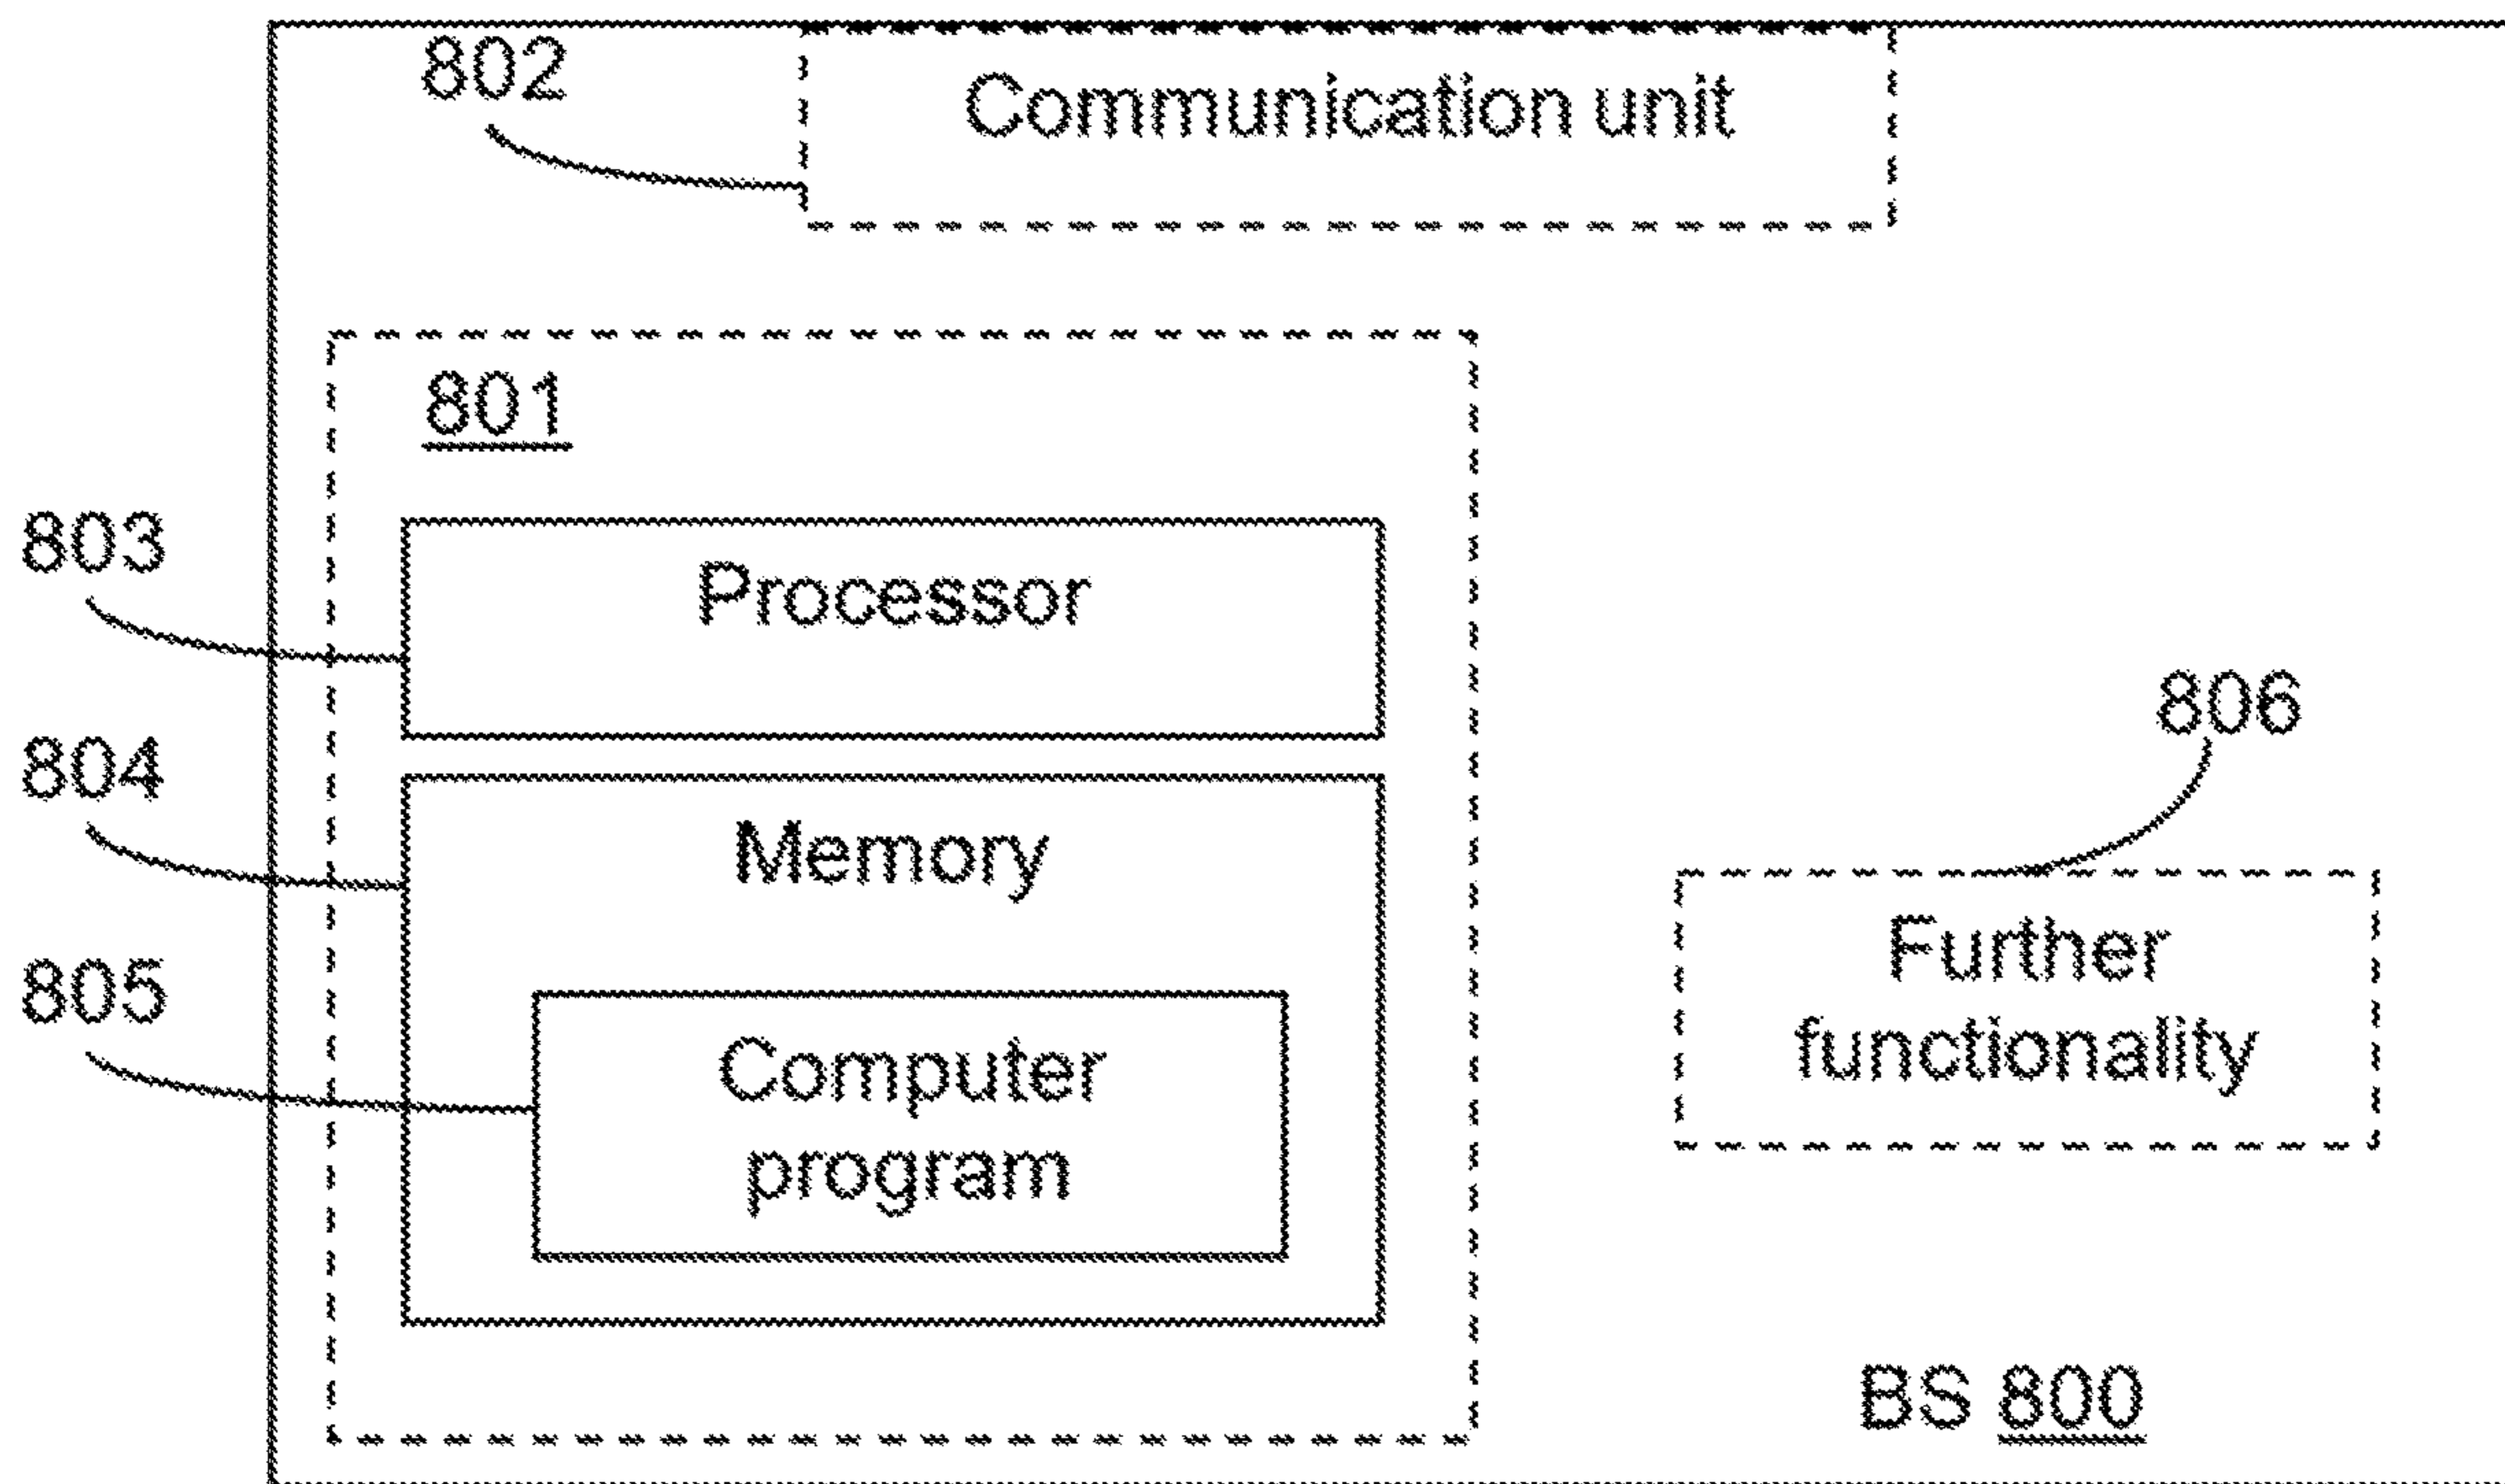 802
Communication unit
801
803
Processor
806
804
Memory
Further
functionality
805
Computer
program
BS 800